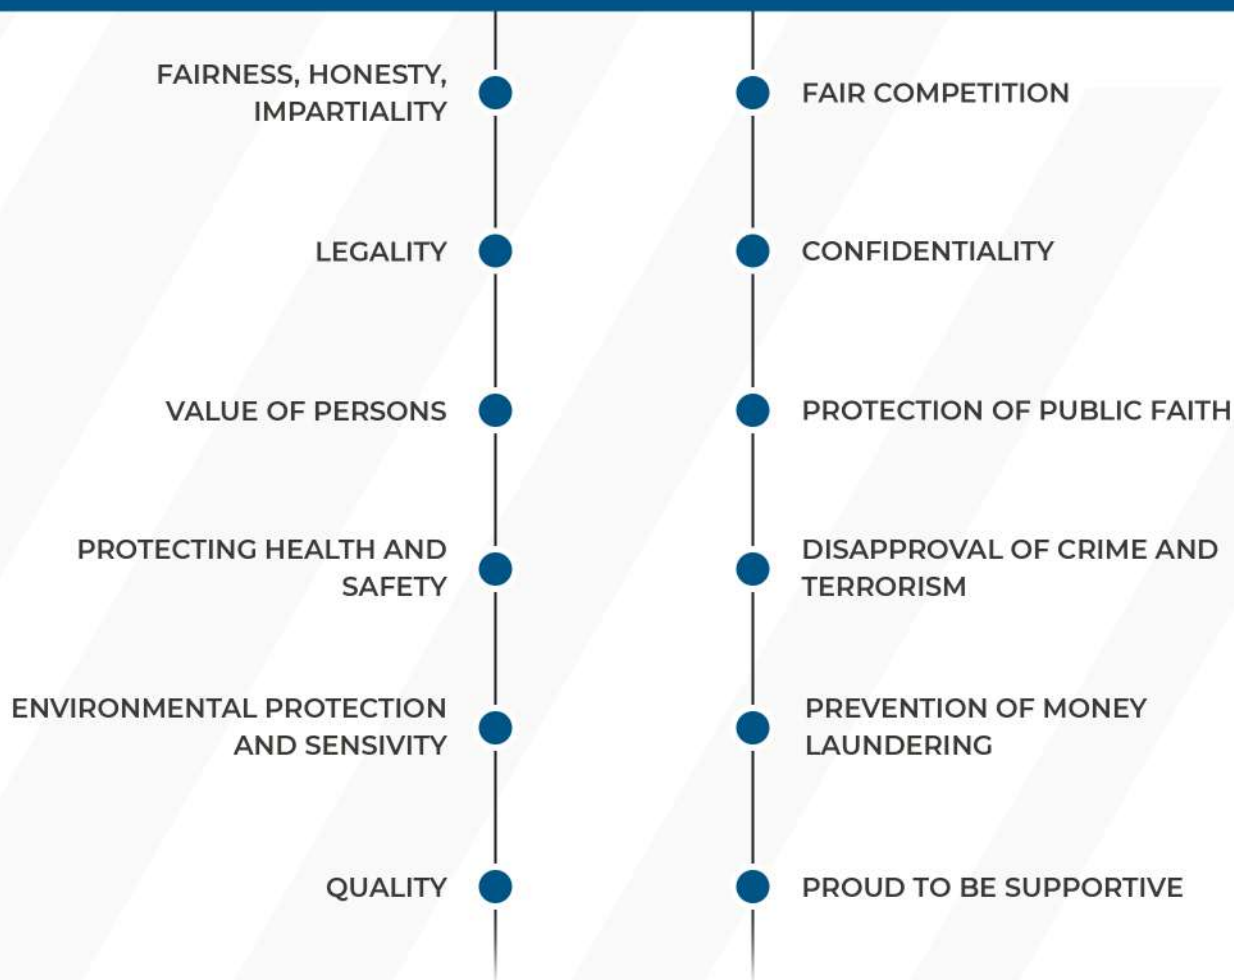 FAIRNESS, HONESTY,
IMPARTIALITY
LEGALITY
VALUE OF PERSONS
PROTECTING HEALTH AND
SAFETY
ENVIRONMENTAL PROTECTION
AND SENSIVITY
QUALITY
FAIR COMPETITION
CONFIDENTIALITY
PROTECTION OF PUBLIC FAITH
DISAPPROVAL OF CRIME AND
TERRORISM
PREVENTION OF MONEY
LAUNDERING
PROUD TO BE SUPPORTIVE